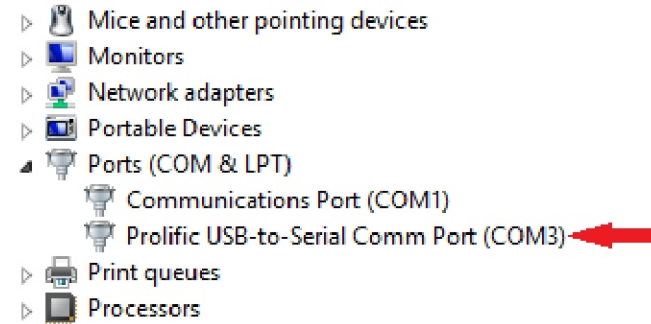 Mice and other pointing devices
Monitors
Network adapters
Portable Devices
Ports (COM & LPT)
Communications Port (COM1)
Prolific USB-to-Serial Comm Port (COM3)
Print queues
Processors